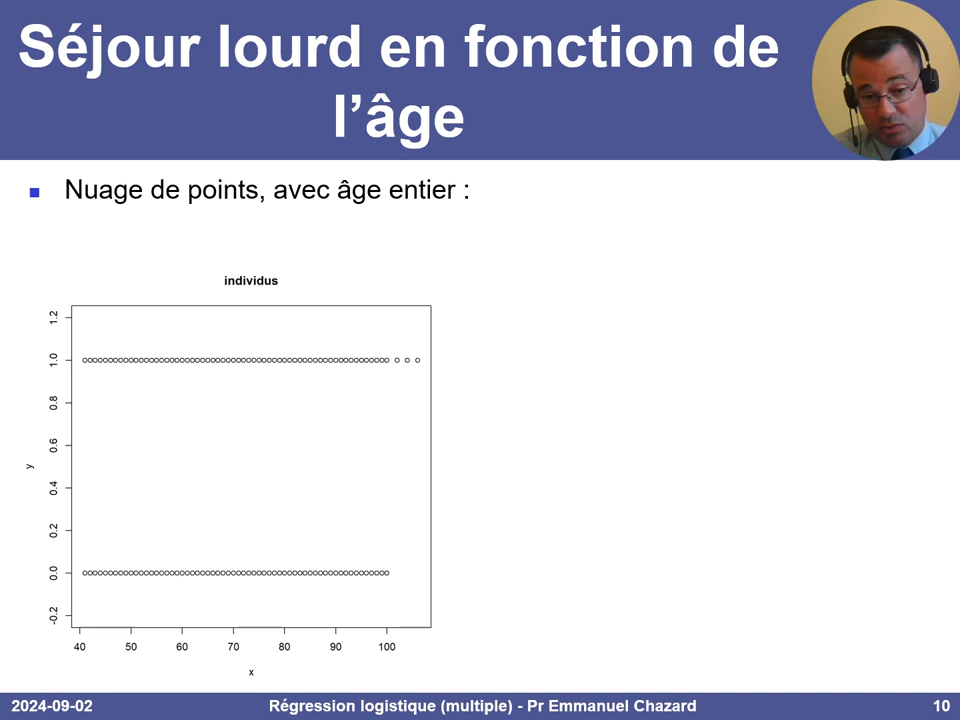 Séjour lourd en fonction de
l’âge
Nuage de points, avec âge entier :
individus
1.2
1.0
0.8
0.6
0.4
0.2
0.0
-0.2
y
40 50 60 70 80 90 100
x
2024-09-02 Régression logistique (multiple) - Pr Emmanuel Chazard 10